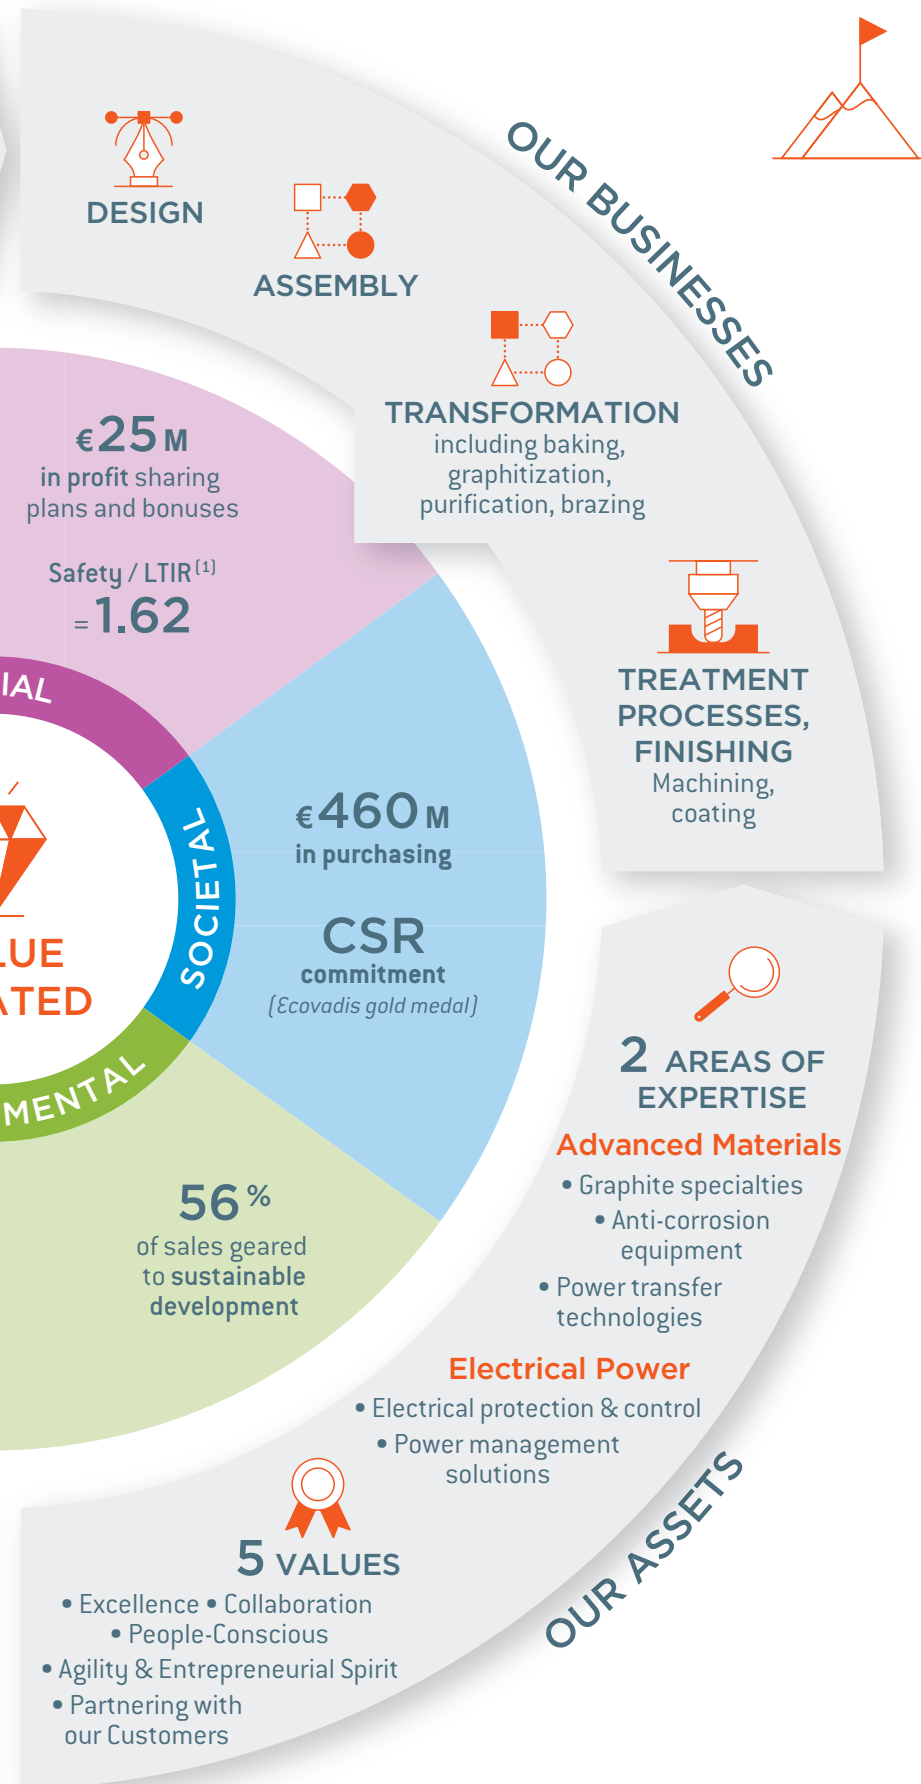 OUR BUSINESSES
DESIGN
ASSEMBLY
TRANSFORMATION
including baking,
graphitization,
purification, brazing
TREATMENT
PROCESSES,
FINISHING
Machining,
coating
€25 M
in profit sharing
plans and bonuses
Safety / LTIR(1)
= 1.62
IAL
SOCIETAL
€460 M
in purchasing
CSR
commitment
(Ecovadis gold medal)
LUE
ATED
MENTAL
56 %
of sales geared
to sustainable
development
2 AREAS OF
EXPERTISE
Advanced Materials
• Graphite specialties
• Anti-corrosion
equipment
• Power transfer
technologies
Electrical Power
• Electrical protection & control
• Power management
solutions
OUR ASSETS
5 VALUES
• Excellence • Collaboration
• People-Conscious
• Agility & Entrepreneurial Spirit
• Partnering with
our Customers